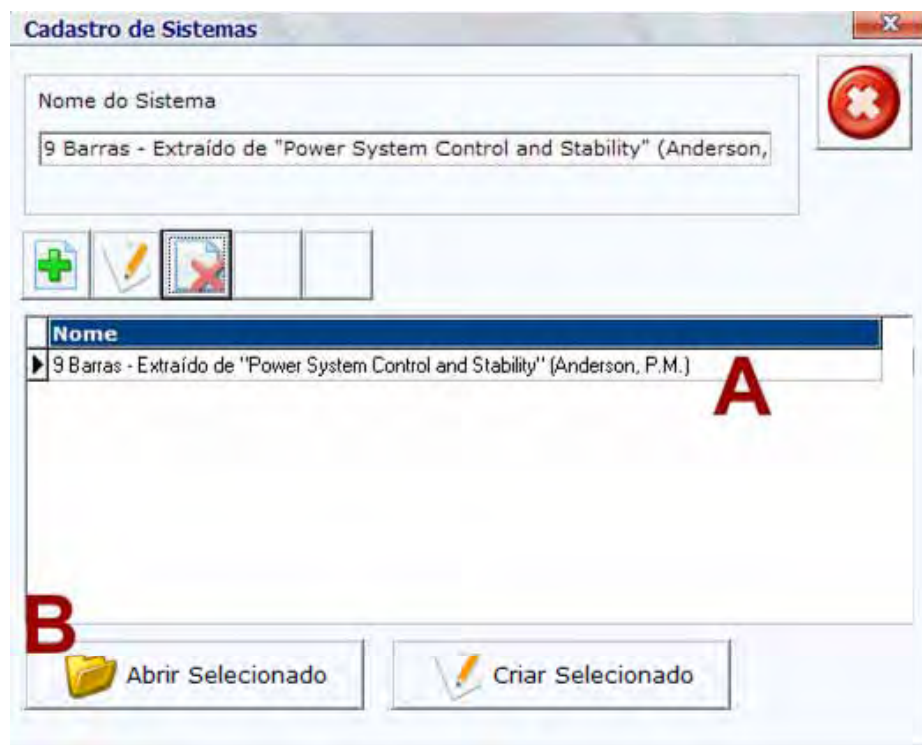 Cadastro de Sistemas
Nome do Sistema
9 Barras - Extraído de "Power System Control and Stability" (Anderson,
Nome
9 Barras - Extraído de "Power System Control and Stability" (Anderson, P.M.)
A
B
Abrir Selecionado
Criar Selecionado